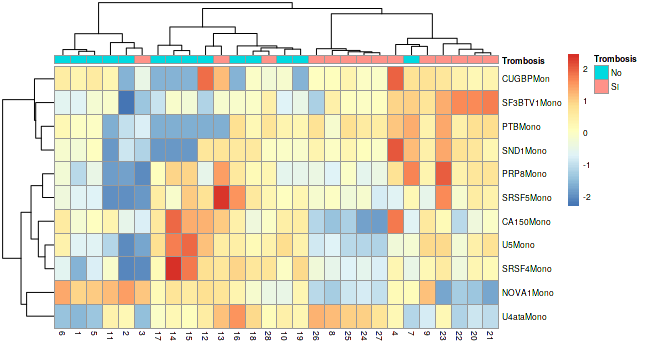 Trombosis
Trombosis
No
SI
CUGBPMon
SF3BTV1Mono
PTBMono
SND1Mono
PRP8Mono
SRSF5Mono
CA150Mono
U5Mono
SRSF4Mono
NOVA1Mono
U4ataMono
2
1
0
-1
-2
6 1 5 11 2 3 17 14 15 12 13 16 18 28 10 19 26 8 25 24 27 4 7 9 23 22 20 21